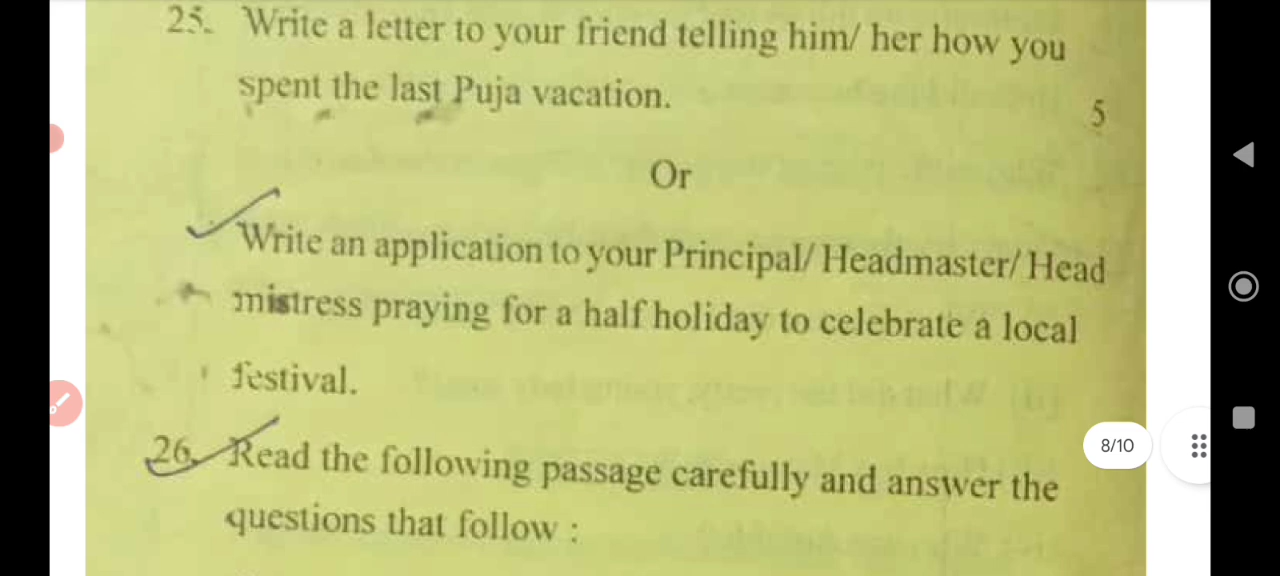 25. Write a letter to your friend telling him/ her how you
spent the last Puja vacation.
5
Or
Write an application to your Principal/ Headmaster/ Head
mistress praying for a half holiday to celebrate a local
festival.
26. Read the following passage carefully and answer the
questions that follow :
8/10